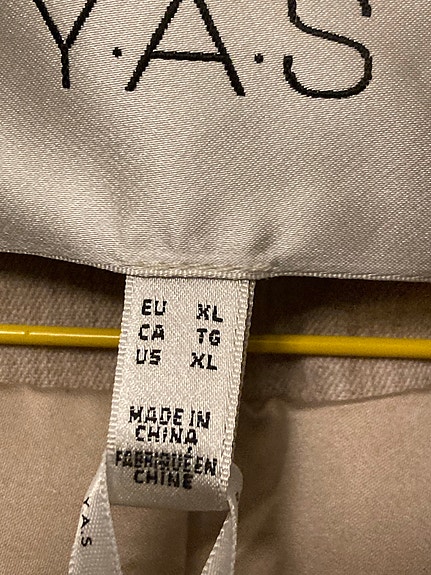 Y.A.S
EU XL
CA TG
US XL
MADE IN
CHINA
FABRIQUÉ EN
CHINE
Y.A.S